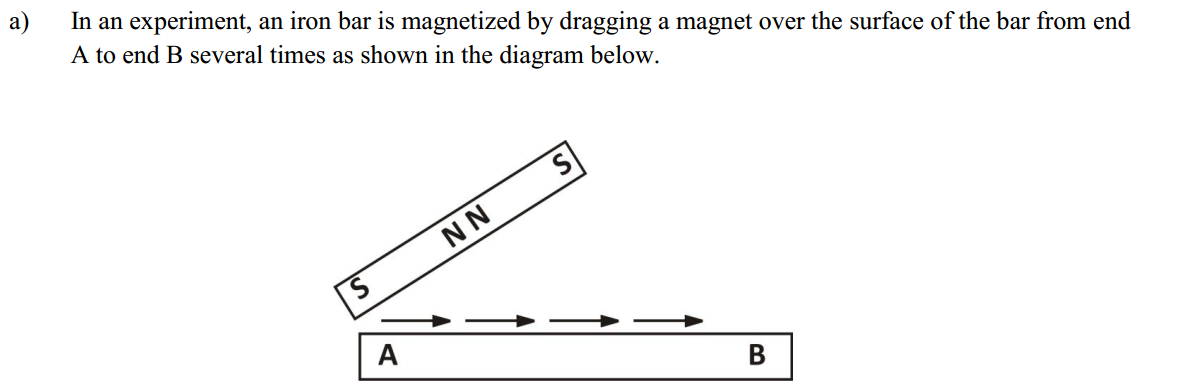 a) In an experiment, an iron bar is magnetized by dragging a magnet over the surface of the bar from end
A to end B several times as shown in the diagram below.
S
N N
S
A B